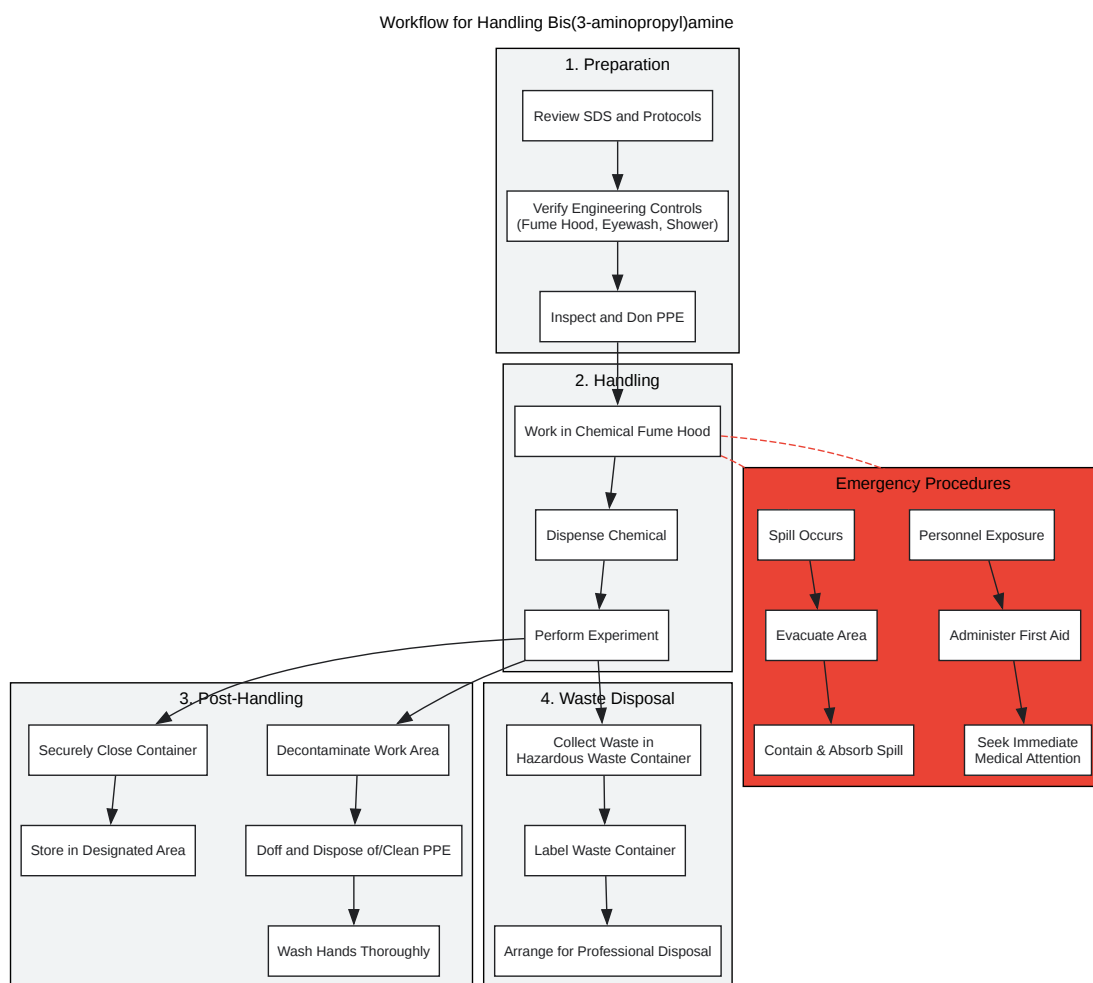 Workflow for Handling Bis(3-aminopropyl)amine
1. Preparation
Review SDS and Protocols
Verify Engineering Controls
(Fume Hood, Eyewash, Shower)
Inspect and Don PPE
2. Handling
Work in Chemical Fume Hood
Dispense Chemical
Perform Experiment
Emergency Procedures
Spill Occurs
Evacuate Area
Contain & Absorb Spill
Personnel Exposure
Administer First Aid
Seek Immediate
Medical Attention
3. Post-Handling
Securely Close Container
Store in Designated Area
Decontaminate Work Area
Doff and Dispose of/Clean PPE
Wash Hands Thoroughly
4. Waste Disposal
Collect Waste in
Hazardous Waste Container
Label Waste Container
Arrange for Professional Disposal